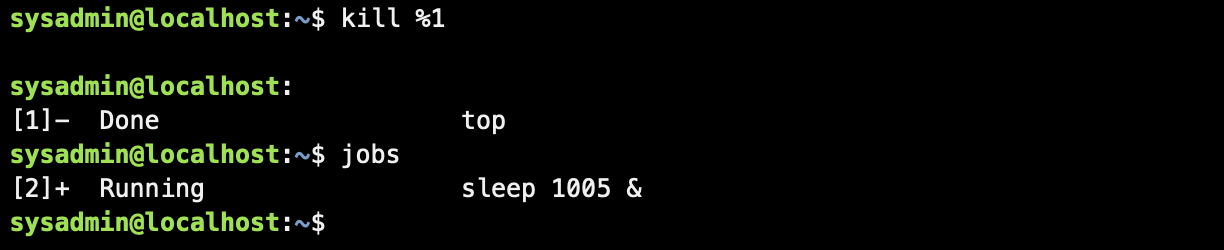 sysadmin@localhost:~$ kill %1
sysadmin@localhost:
[1]-  Done                    top
sysadmin@localhost:~$ jobs
[2]+  Running                 sleep 1005 &
sysadmin@localhost:~$